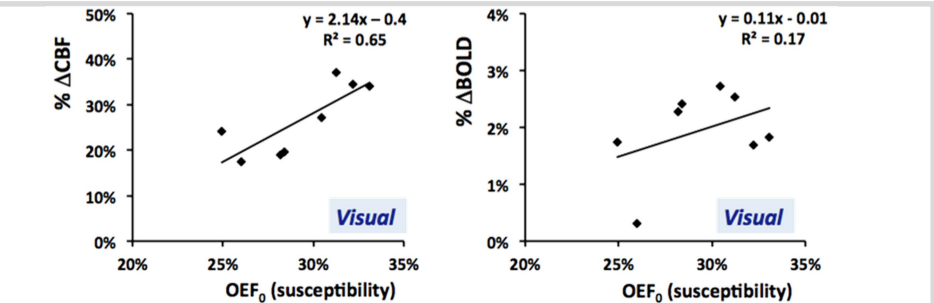 50%
40%
30%
20%
10%
0%
% ΔCBF
y = 2.14x – 0.4
R² = 0.65
Visual
20% 25% 30% 35%
OEF₀ (susceptibility)
4%
3%
2%
1%
0%
% ΔBOLD
y = 0.11x - 0.01
R² = 0.17
Visual
20% 25% 30% 35%
OEF₀ (susceptibility)